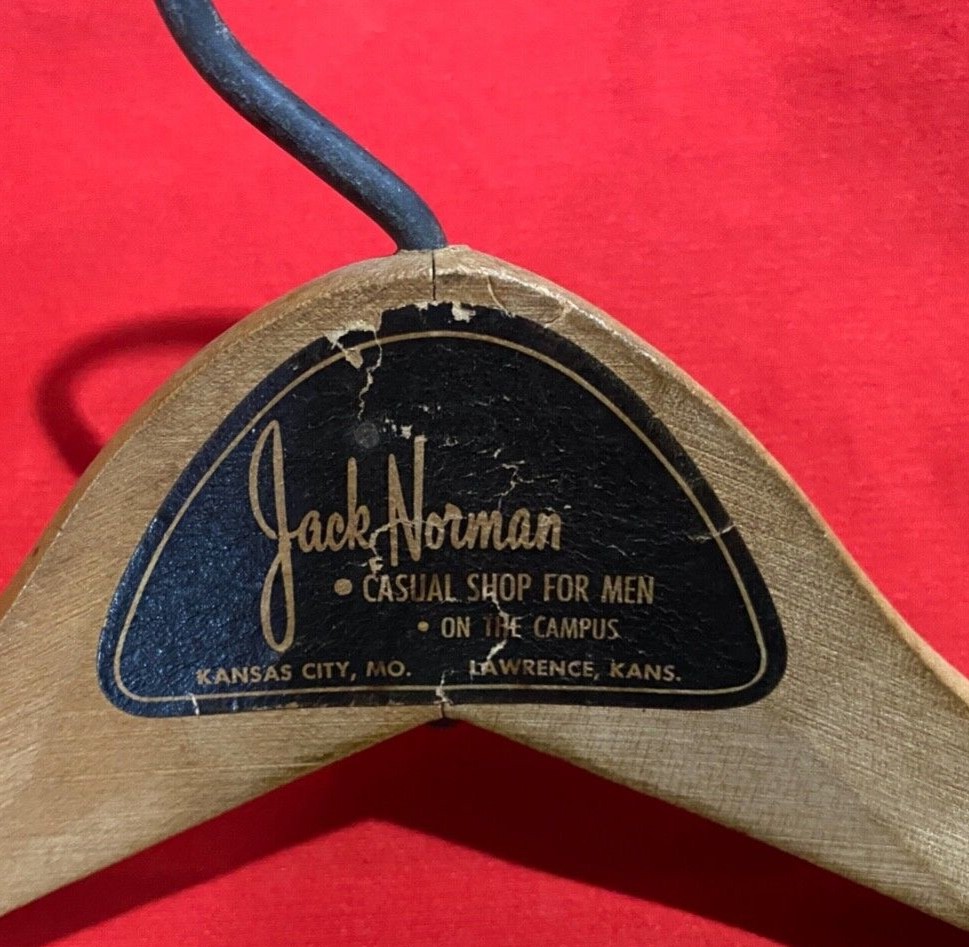 Jack Norman
• CASUAL SHOP FOR MEN
• ON THE CAMPUS
KANSAS CITY, MO. LAWRENCE, KANS.